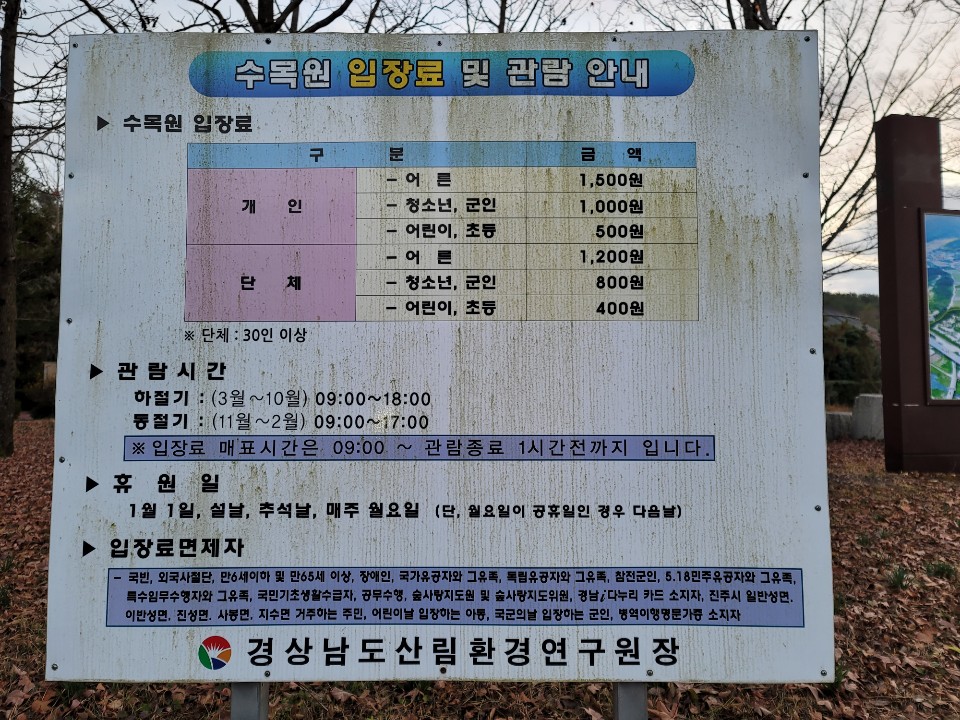 수목원 입장료 및 관람 안내
▶ 수목원 입장료
구 분 금 액
개 인 - 어 른 1,500원
- 청소년, 군인 1,000원
- 어린이, 초등 500원
단 체 - 어 른 1,200원
- 청소년, 군인 800원
- 어린이, 초등 400원
※ 단체 : 30인 이상
▶ 관 람 시 간
하절기 : (3월~10월) 09:00~18:00
동절기 : (11월~2월) 09:00~17:00
※ 입장료 매표시간은 09:00 ~ 관람종료 1시간전까지 입니다.
▶ 휴 원 일
1월 1일, 설날, 추석날, 매주 월요일 (단, 월요일이 공휴일인 경우 다음날)
▶ 입장료면제자
- 국빈, 외국사절단, 만6세이하 및 만65세 이상, 장애인, 국가유공자와 그유족, 독립유공자와 그유족, 참전군인, 5.18민주유공자와 그유족,
특수임무수행자와 그유족, 국민기초생활수급자, 공무수행, 숲사랑지도원 및 숲사랑지도위원, 경남i다누리 카드 소지자, 진주시 일반성면.
이반성면. 진성면. 사봉면. 지수면 거주하는 주민, 어린이날 입장하는 아동, 국군의날 입장하는 군인, 병역이행명문가증 소지자
경상남도산림환경연구원장